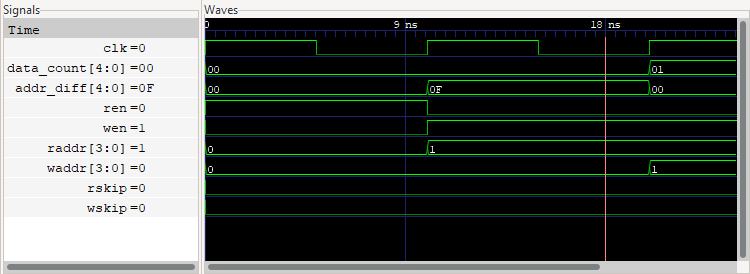 Signals
Waves
Time
0 9 ns 18 ns
clk=0
data_count[4:0]=00 00 01
addr_diff[4:0]=0F 00 0F 00
ren=0
wen=1
raddr[3:0]=1 0 1
waddr[3:0]=0 0 1
rskip=0
wskip=0